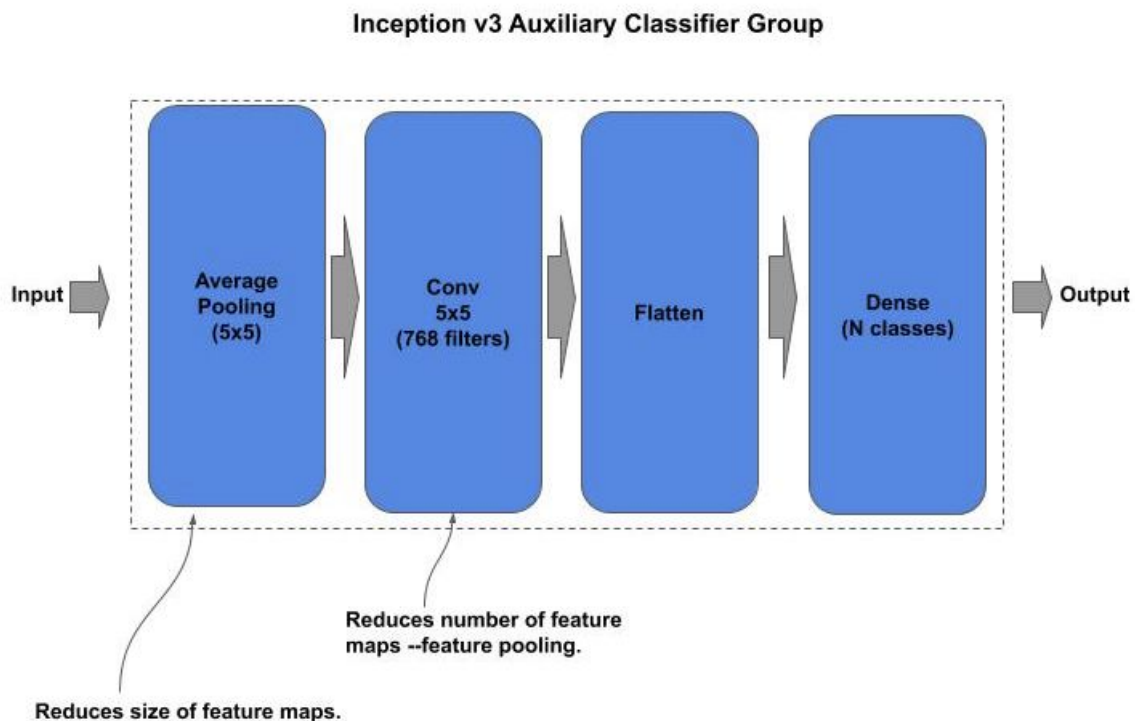 Inception v3 Auxiliary Classifier Group
Input
Average
Pooling
(5x5)
Conv
5x5
(768 filters)
Flatten
Dense
(N classes)
Output
Reduces number of feature
maps --feature pooling.
Reduces size of feature maps.